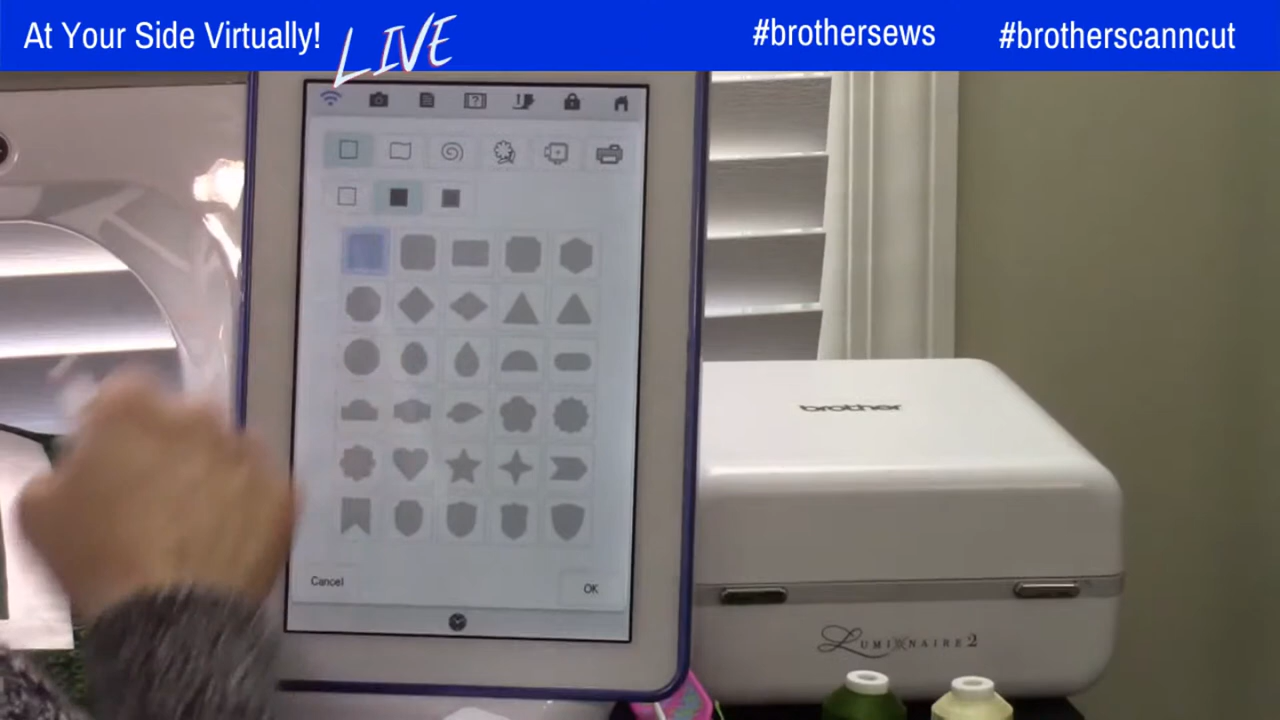 At Your Side Virtually!
LIVE
#brothersews
#brotherscanncut
?
brother
Cancel
OK
LUMINAIRE 2